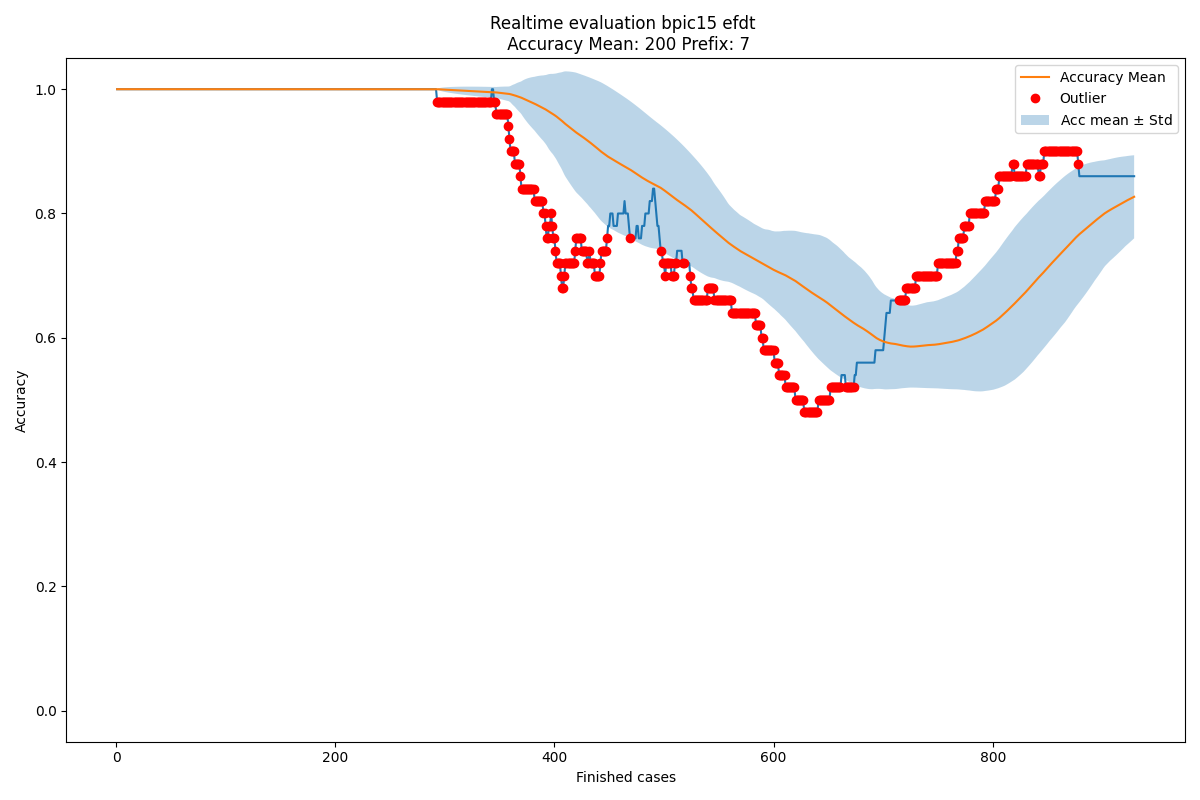 Realtime evaluation bpic15 efdt
Accuracy Mean: 200 Prefix: 7
Accuracy Mean
Outlier
Acc mean ± Std
1.0
0.8
0.6
0.4
0.2
0.0
Accuracy
0
200
400
600
800
Finished cases